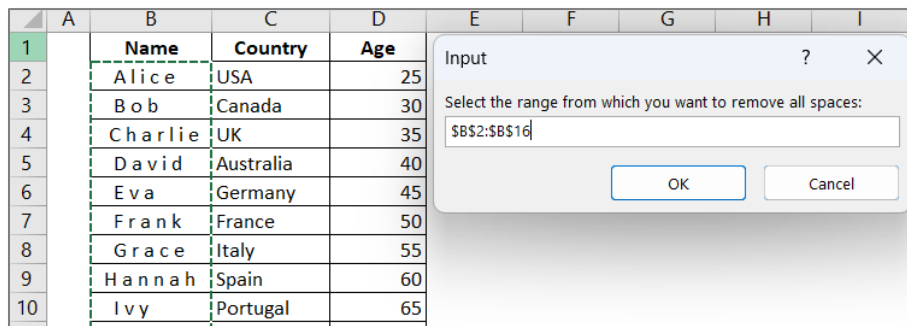 A B C D E F G H I
1 Name Country Age
2 A l i c e USA 25
3 B o b Canada 30
4 C h a r l i e UK 35
5 D a v i d Australia 40
6 E v a Germany 45
7 F r a n k France 50
8 G r a c e Italy 55
9 H a n n a h Spain 60
10 I v y Portugal 65
Input ? ×
Select the range from which you want to remove all spaces:
$B$2:$B$16
OK Cancel